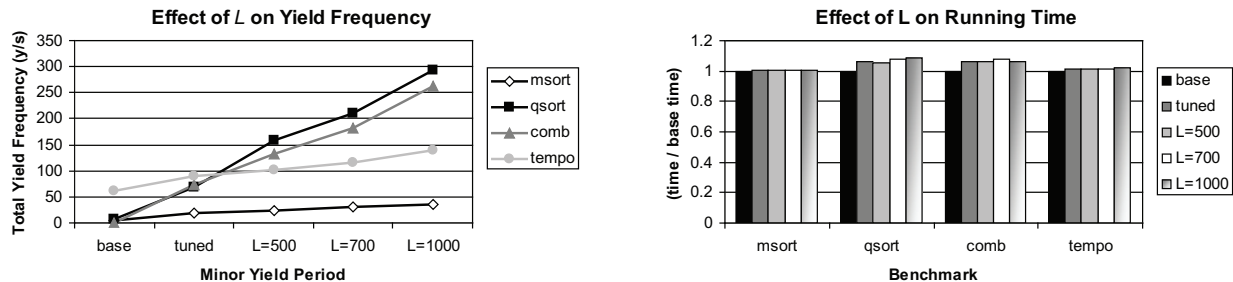 Effect of L on Yield Frequency
Total Yield Frequency (y/s)
350
300
250
200
150
100
50
0
base tuned L=500 L=700 L=1000
Minor Yield Period
msort
qsort
comb
tempo
Effect of L on Running Time
(time / base time)
1.2
1
0.8
0.6
0.4
0.2
0
msort qsort comb tempo
Benchmark
base
tuned
L=500
L=700
L=1000